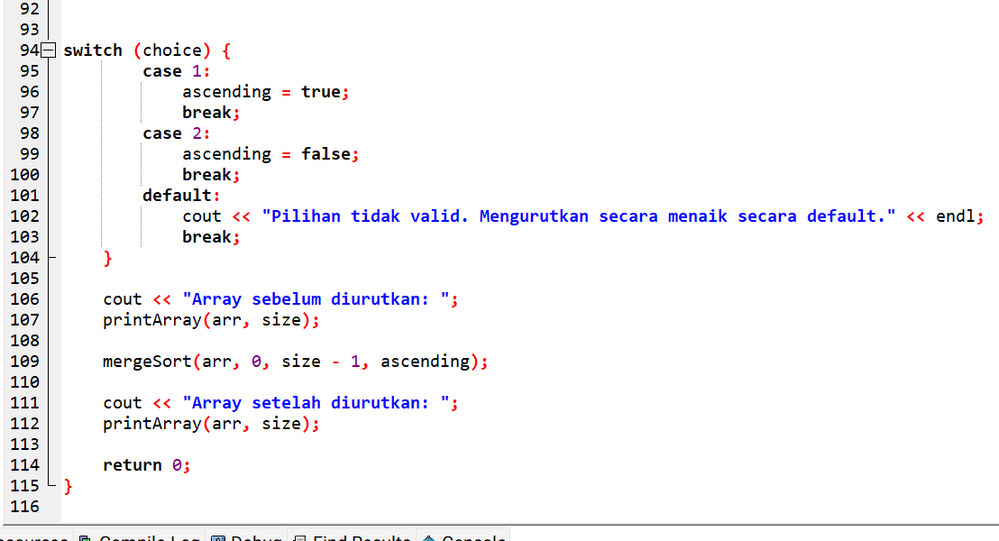 92
93
94 switch (choice) {
95 case 1:
96 ascending = true;
97 break;
98 case 2:
99 ascending = false;
100 break;
101 default:
102 cout << "Pilihan tidak valid. Mengurutkan secara menaik secara default." << endl;
103 break;
104 }
105
106 cout << "Array sebelum diurutkan: ";
107 printArray(arr, size);
108
109 mergeSort(arr, 0, size - 1, ascending);
110
111 cout << "Array setelah diurutkan: ";
112 printArray(arr, size);
113
114 return 0;
115 }
116
Compile Log Debug Find Results Console